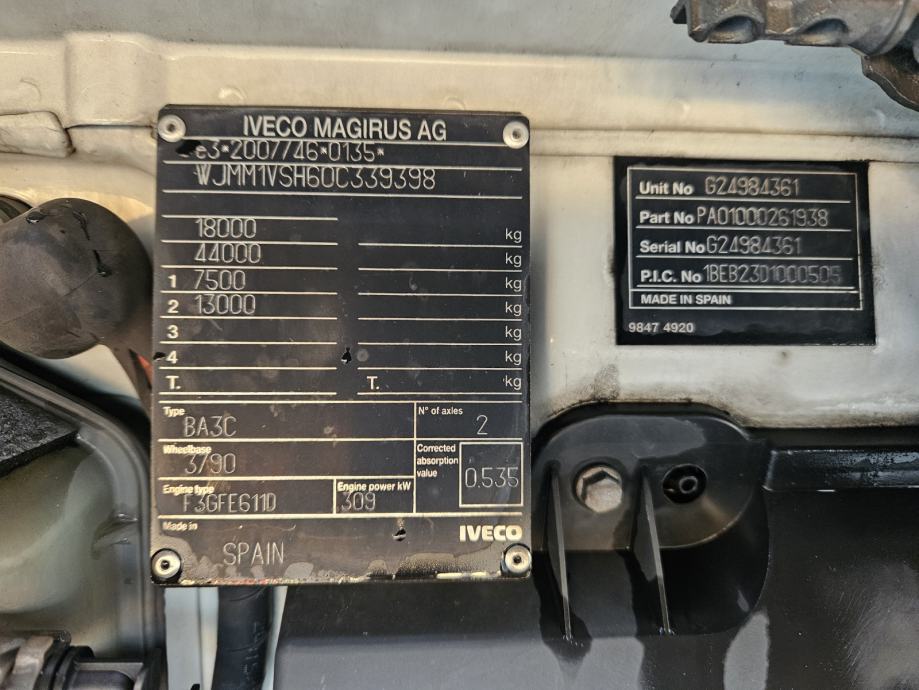 IVECO MAGIRUS AG
e3*2007/46*0135*
WJMM1VSH60C339398
18000 kg
44000 kg
1 7500 kg
2 13000 kg
3 kg
4 kg
T. T. kg
Type
BA3C
N° of axles
2
Wheelbase
3790
Corrected absorption value
0.535
Engine type
F3GFE611D
Engine power kW
309
Made in
SPAIN
IVECO
Unit No G24984361
Part No PA01000261938
Serial No G24984361
P.I.C. No 1BEB23D1000505
MADE IN SPAIN
9847 4920